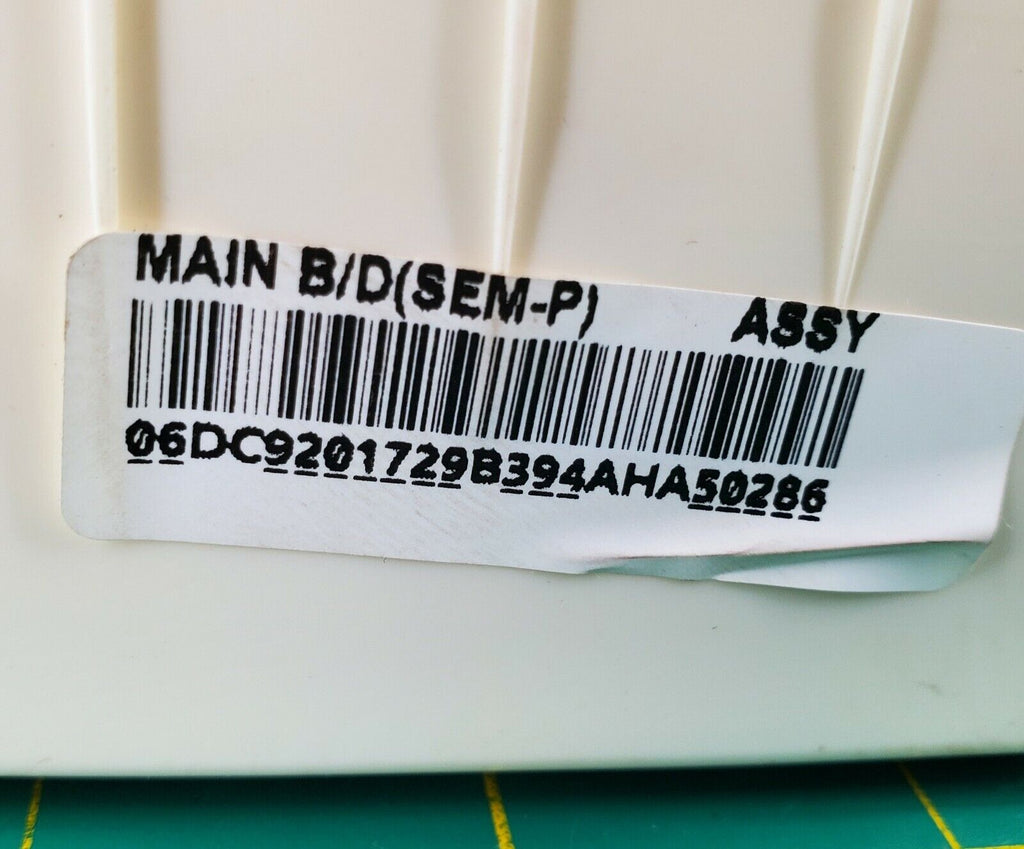 MAIN B/D(SEM-P) ASSY
06DC9201729B394AHA50286